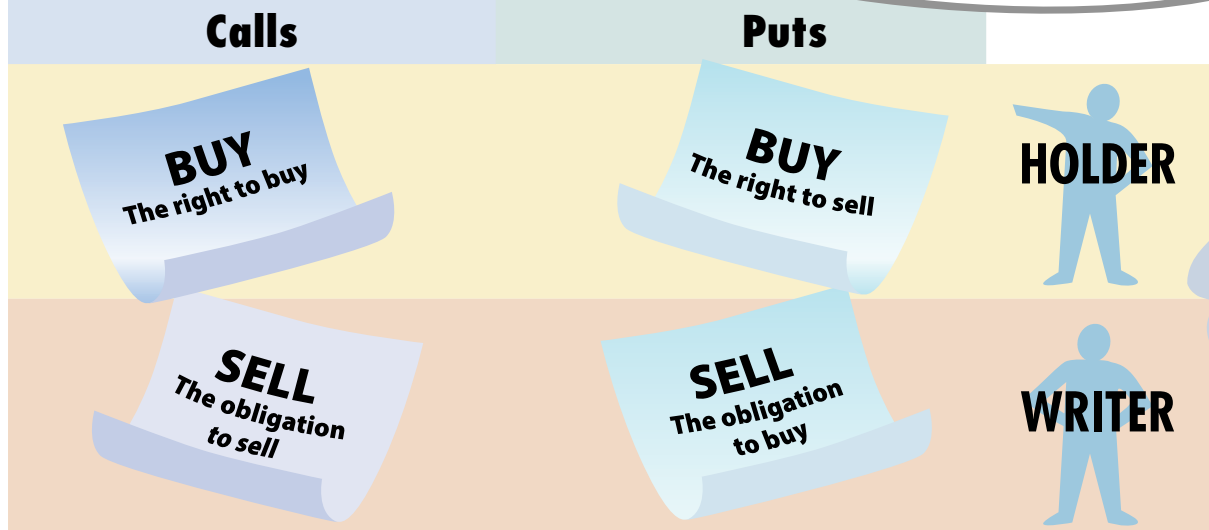 Calls
Puts
BUY
The right to buy
BUY
The right to sell
HOLDER
SELL
The obligation
to sell
SELL
The obligation
to buy
WRITER